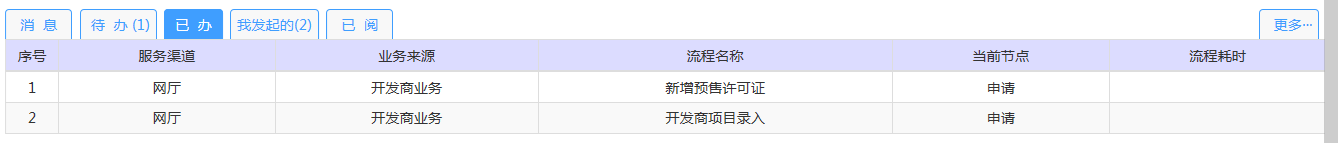 消 息 待 办 (1) 已 办 我发起的(2) 已 阅 更多···
序号 服务渠道 业务来源 流程名称 当前节点 流程耗时
1 网厅 开发商业务 新增预售许可证 申请
2 网厅 开发商业务 开发商项目录入 申请